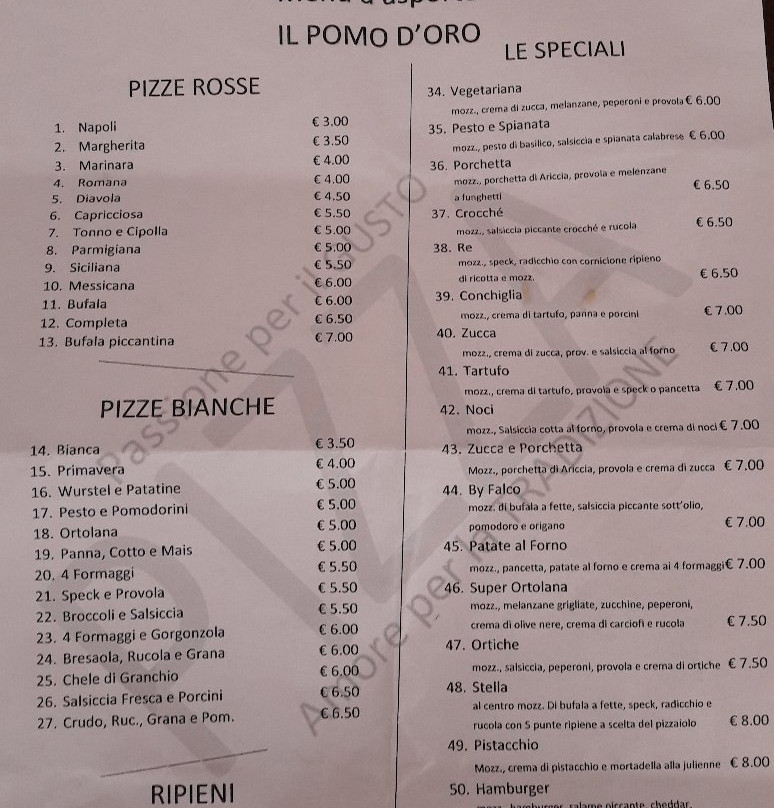 IL POMO D'ORO
PIZZE ROSSE
1. Napoli € 3.00
2. Margherita € 3.50
3. Marinara € 4.00
4. Romana € 4.00
5. Diavola € 4.50
6. Capricciosa € 5.50
7. Tonno e Cipolla € 5.00
8. Parmigiana € 5.00
9. Siciliana € 5.50
10. Messicana € 6.00
11. Bufala € 6.00
12. Completa € 6.50
13. Bufala piccantina € 7.00
PIZZE BIANCHE
14. Bianca € 3.50
15. Primavera € 4.00
16. Wurstel e Patatine € 5.00
17. Pesto e Pomodorini € 5.00
18. Ortolana € 5.00
19. Panna, Cotto e Mais € 5.00
20. 4 Formaggi € 5.50
21. Speck e Provola € 5.50
22. Broccoli e Salsiccia € 5.50
23. 4 Formaggi e Gorgonzola € 6.00
24. Bresaola, Rucola e Grana € 6.00
25. Chele di Granchio € 6.00
26. Salsiccia Fresca e Porcini € 6.50
27. Crudo, Ruc., Grana e Pom. € 6.50
RIPIENI
LE SPECIALI
34. Vegetariana
mozz., crema di zucca, melanzane, peperoni e provola € 6.00
35. Pesto e Spianata
mozz., pesto di basilico, salsiccia e spianata calabrese € 6.00
36. Porchetta
mozz., porchetta di Ariccia, provola e melenzane
a funghetti € 6.50
37. Crocché
mozz., salsiccia piccante crocché e rucola € 6.50
38. Re
mozz., speck, radicchio con cornicione ripieno
di ricotta e mozz. € 6.50
39. Conchiglia
mozz., crema di tartufo, panna e porcini € 7.00
40. Zucca
mozz., crema di zucca, prov. e salsiccia al forno € 7.00
41. Tartufo
mozz., crema di tartufo, provola e speck o pancetta € 7.00
42. Noci
mozz., Salsiccia cotta al forno, provola e crema di noci € 7.00
43. Zucca e Porchetta
Mozz., porchetta di Ariccia, provola e crema di zucca € 7.00
44. By Falco
mozz. di bufala a fette, salsiccia piccante sott'olio,
pomodoro e origano € 7.00
45. Patate al Forno
mozz., pancetta, patate al forno e crema ai 4 formaggi € 7.00
46. Super Ortolana
mozz., melanzane grigliate, zucchine, peperoni,
crema di olive nere, crema di carciofi e rucola € 7.50
47. Ortiche
mozz., salsiccia, peperoni, provola e crema di ortiche € 7.50
48. Stella
al centro mozz. Di bufala a fette, speck, radicchio e
rucola con 5 punte ripiene a scelta del pizzaiolo € 8.00
49. Pistacchio
Mozz., crema di pistacchio e mortadella alla julienne € 8.00
50. Hamburger
mozz., hamburger, salame piccante, cheddar,
Passione per il GUSTO
PIZZA
Amore per la TRADIZIONE